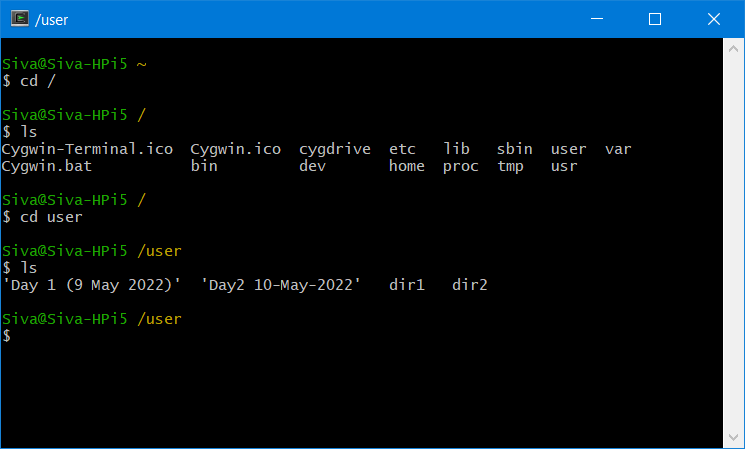 /user
Siva@Siva-HPi5 ~
$ cd /
Siva@Siva-HPi5 /
$ ls
Cygwin-Terminal.ico  Cygwin.ico  cygdrive  etc   lib   sbin  user  var
Cygwin.bat           bin         dev       home  proc  tmp   usr
Siva@Siva-HPi5 /
$ cd user
Siva@Siva-HPi5 /user
$ ls
'Day 1 (9 May 2022)'  'Day2 10-May-2022'   dir1   dir2
Siva@Siva-HPi5 /user
$